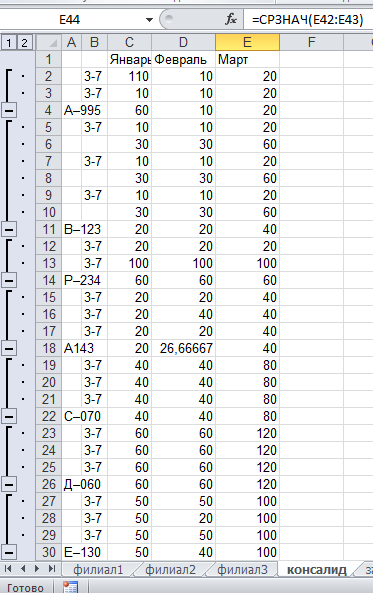 E44 fx =СРЗНАЧ(E42:E43)
1 2 A B C D E F
1 Январь Февраль Март
2 3-7 110 10 20
3 3-7 10 10 20
4 А–995 60 10 20
5 3-7 10 10 20
6 30 30 60
7 3-7 10 10 20
8 30 30 60
9 3-7 10 10 20
10 30 30 60
11 В–123 20 20 40
12 3-7 20 20 20
13 3-7 100 100 100
14 Р–234 60 60 60
15 3-7 20 20 40
16 3-7 20 40 40
17 3-7 20 20 40
18 А143 20 26,66667 40
19 3-7 40 40 80
20 3-7 40 40 80
21 3-7 40 40 80
22 С–070 40 40 80
23 3-7 60 60 120
24 3-7 60 60 120
25 3-7 60 60 120
26 Д–060 60 60 120
27 3-7 50 50 100
28 3-7 50 20 100
29 3-7 50 50 100
30 Е–130 50 40 100
филиал1 филиал2 филиал3 консалид
Готово